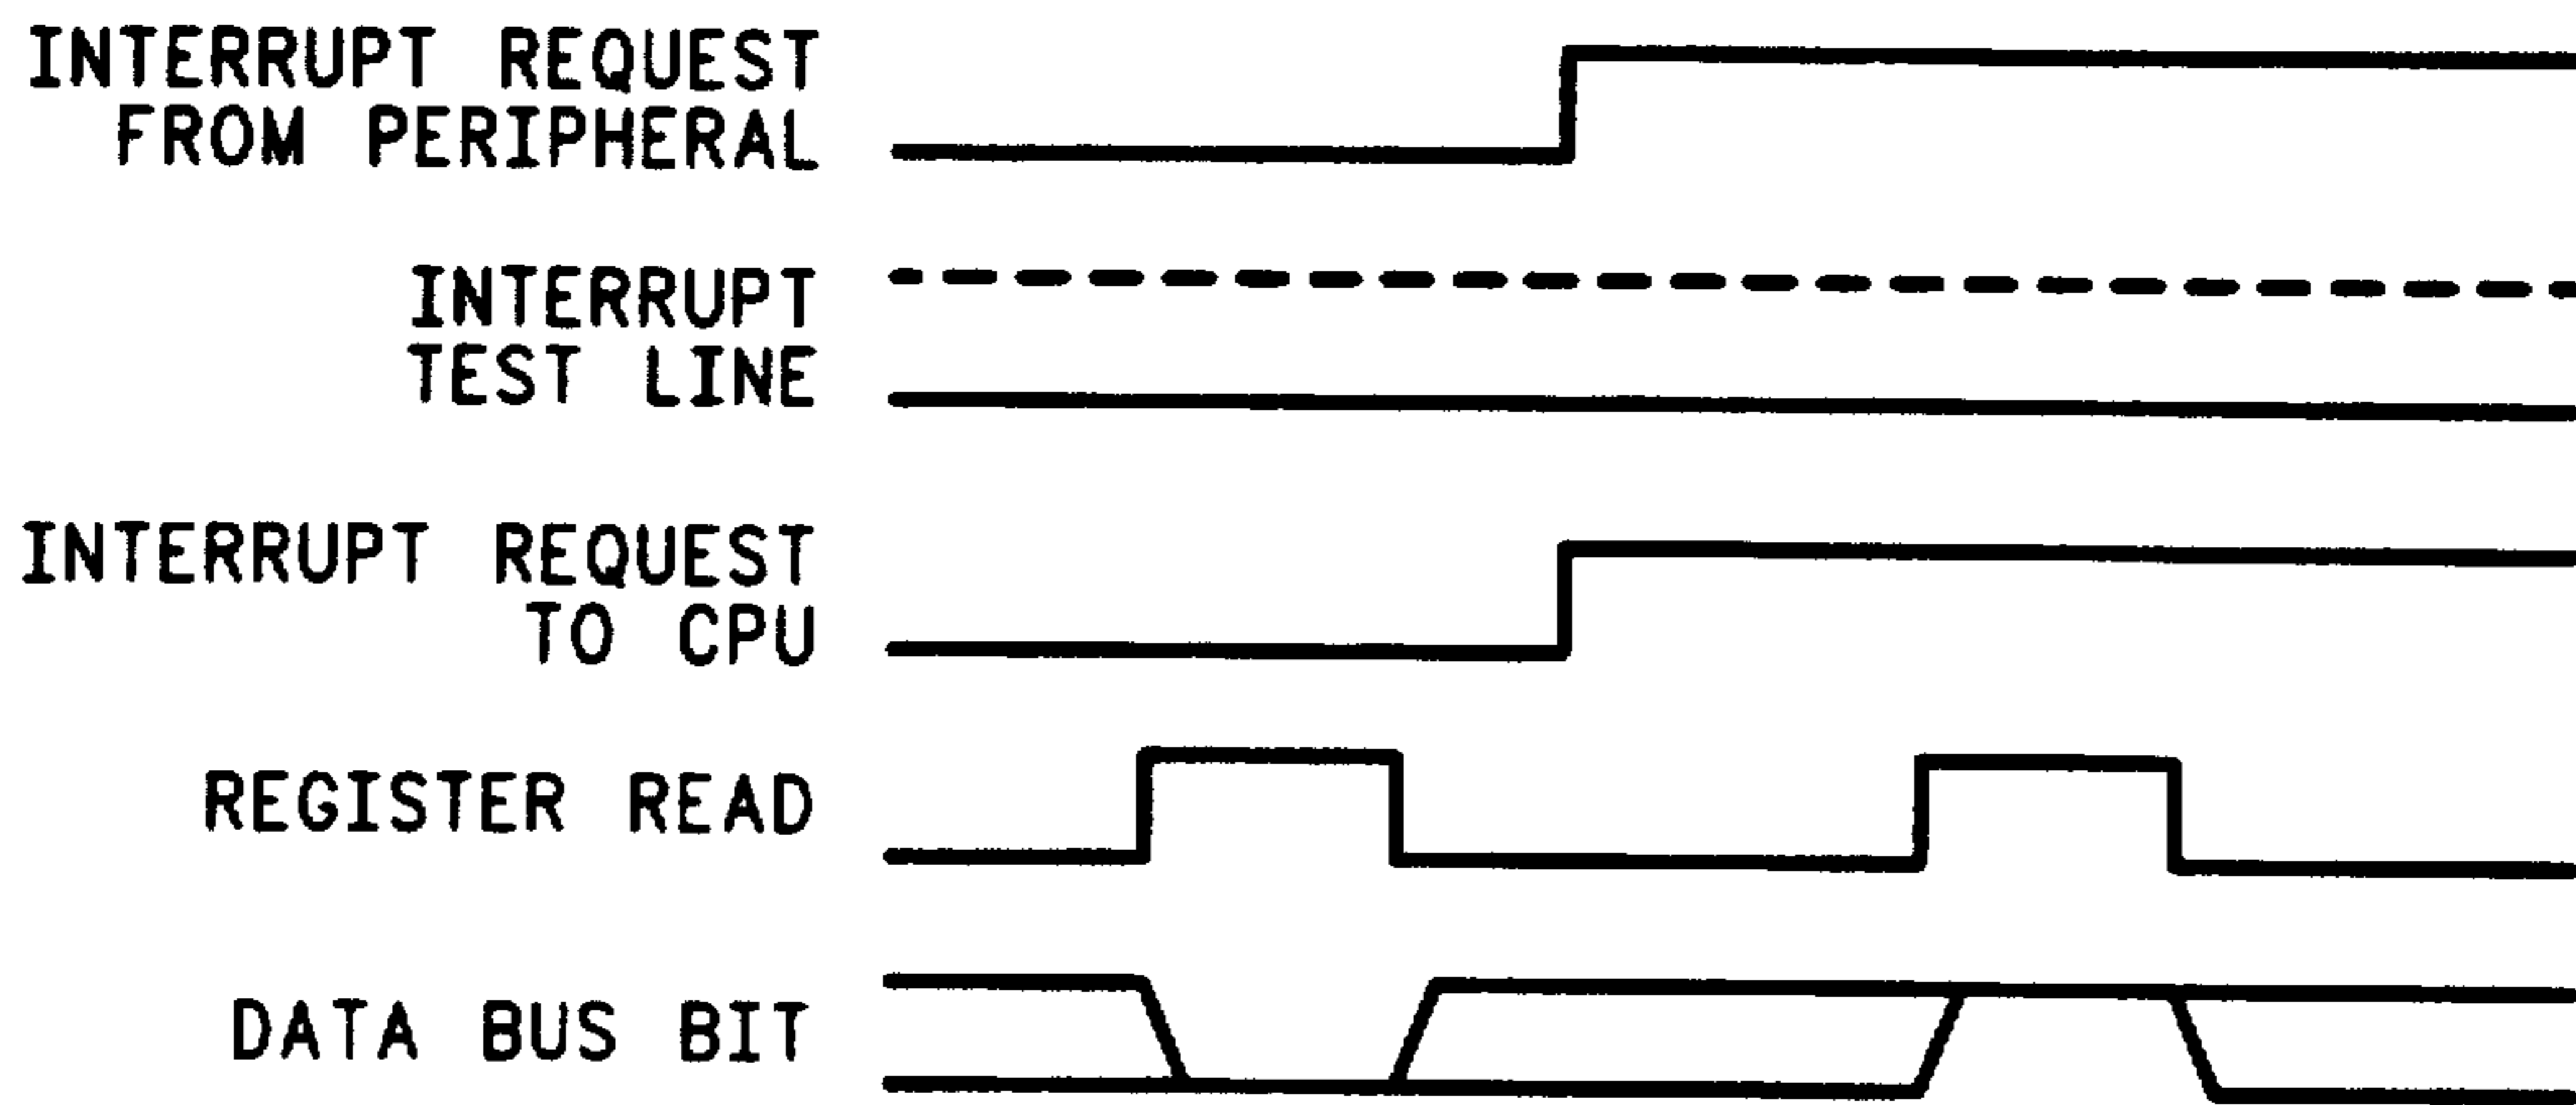 INTERRUPT REQUEST
FROM PERIPHERAL
INTERRUPT
TEST LINE
INTERRUPT REQUEST
TO CPU
REGISTER READ
DATA BUS BIT